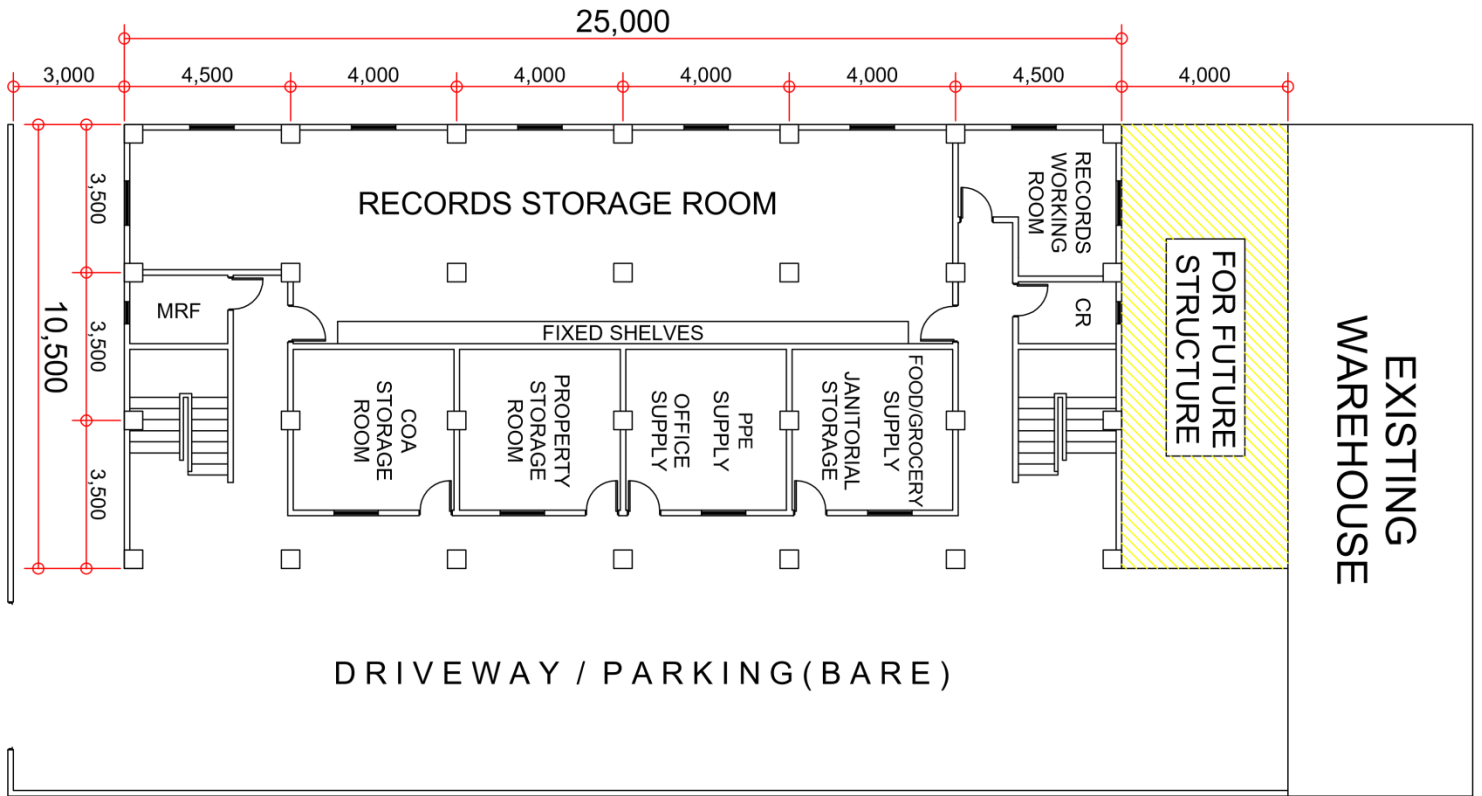 25,000
3,000
4,500
4,000
4,000
4,000
4,000
4,500
4,000
3,500
3,500
3,500
10,500
RECORDS STORAGE ROOM
RECORDS
WORKING
ROOM
MRF
CR
FIXED SHELVES
COA
STORAGE
ROOM
PROPERTY
STORAGE
ROOM
PPE
SUPPLY
OFFICE
SUPPLY
FOOD/GROCERY
SUPPLY
JANITORIAL
STORAGE
FOR FUTURE
STRUCTURE
EXISTING
WAREHOUSE
DRIVEWAY / PARKING(BARE)